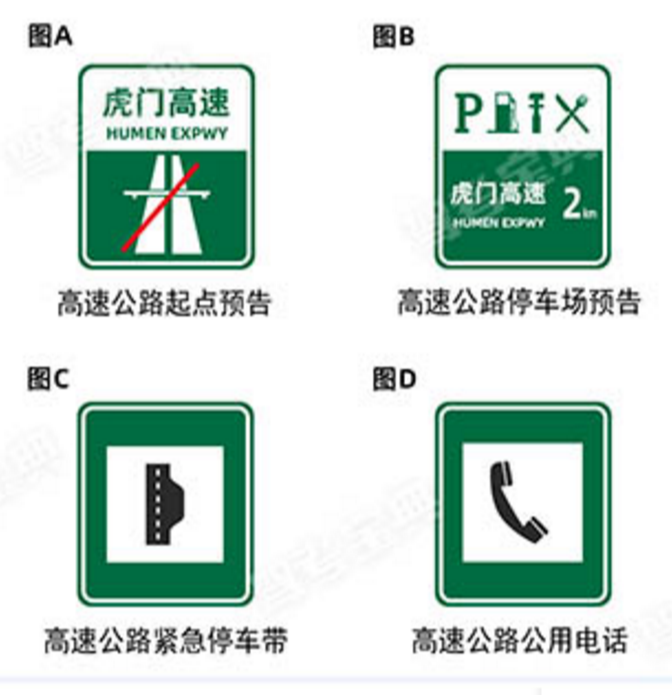 图A
图B
虎门高速
HUMEN EXPWY
P
虎门高速
HUMEN EXPWY
2km
高速公路起点预告
高速公路停车场预告
图C
图D
高速公路紧急停车带
高速公路公用电话